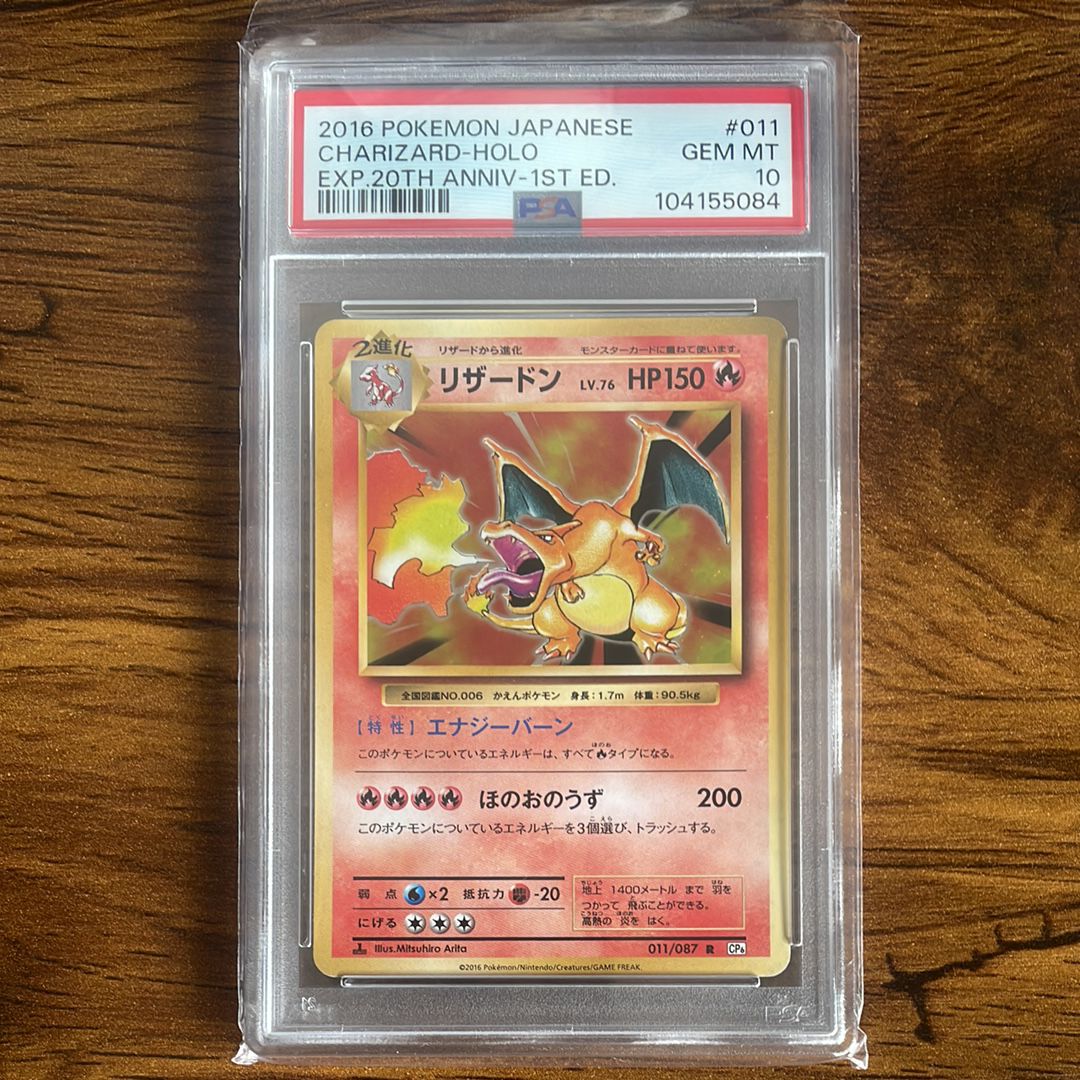 2016 POKEMON JAPANESE #011
CHARIZARD-HOLO GEM MT
EXP.20TH ANNIV-1ST ED. 10
PSA 104155084
2進化 リザードから進化 モンスターカードに重ねて使います。
リザードン LV.76 HP150
全国図鑑NO.006 かえんポケモン 身長:1.7m 体重:90.5kg
[特性] エナジーバーン
このポケモンについているエネルギーは、すべてタイプになる。
ほのおのうず 200
このポケモンについているエネルギーを3個選び、トラッシュする。
弱点 ×2 抵抗力 -20
にげる
地上 1400メートル まで 羽を
つかって 飛ぶことができる。
高熱の 炎を はく。
Illus.Mitsuhiro Arita 011/087 R CP6
©2016 Pokémon/Nintendo/Creatures/GAME FREAK.